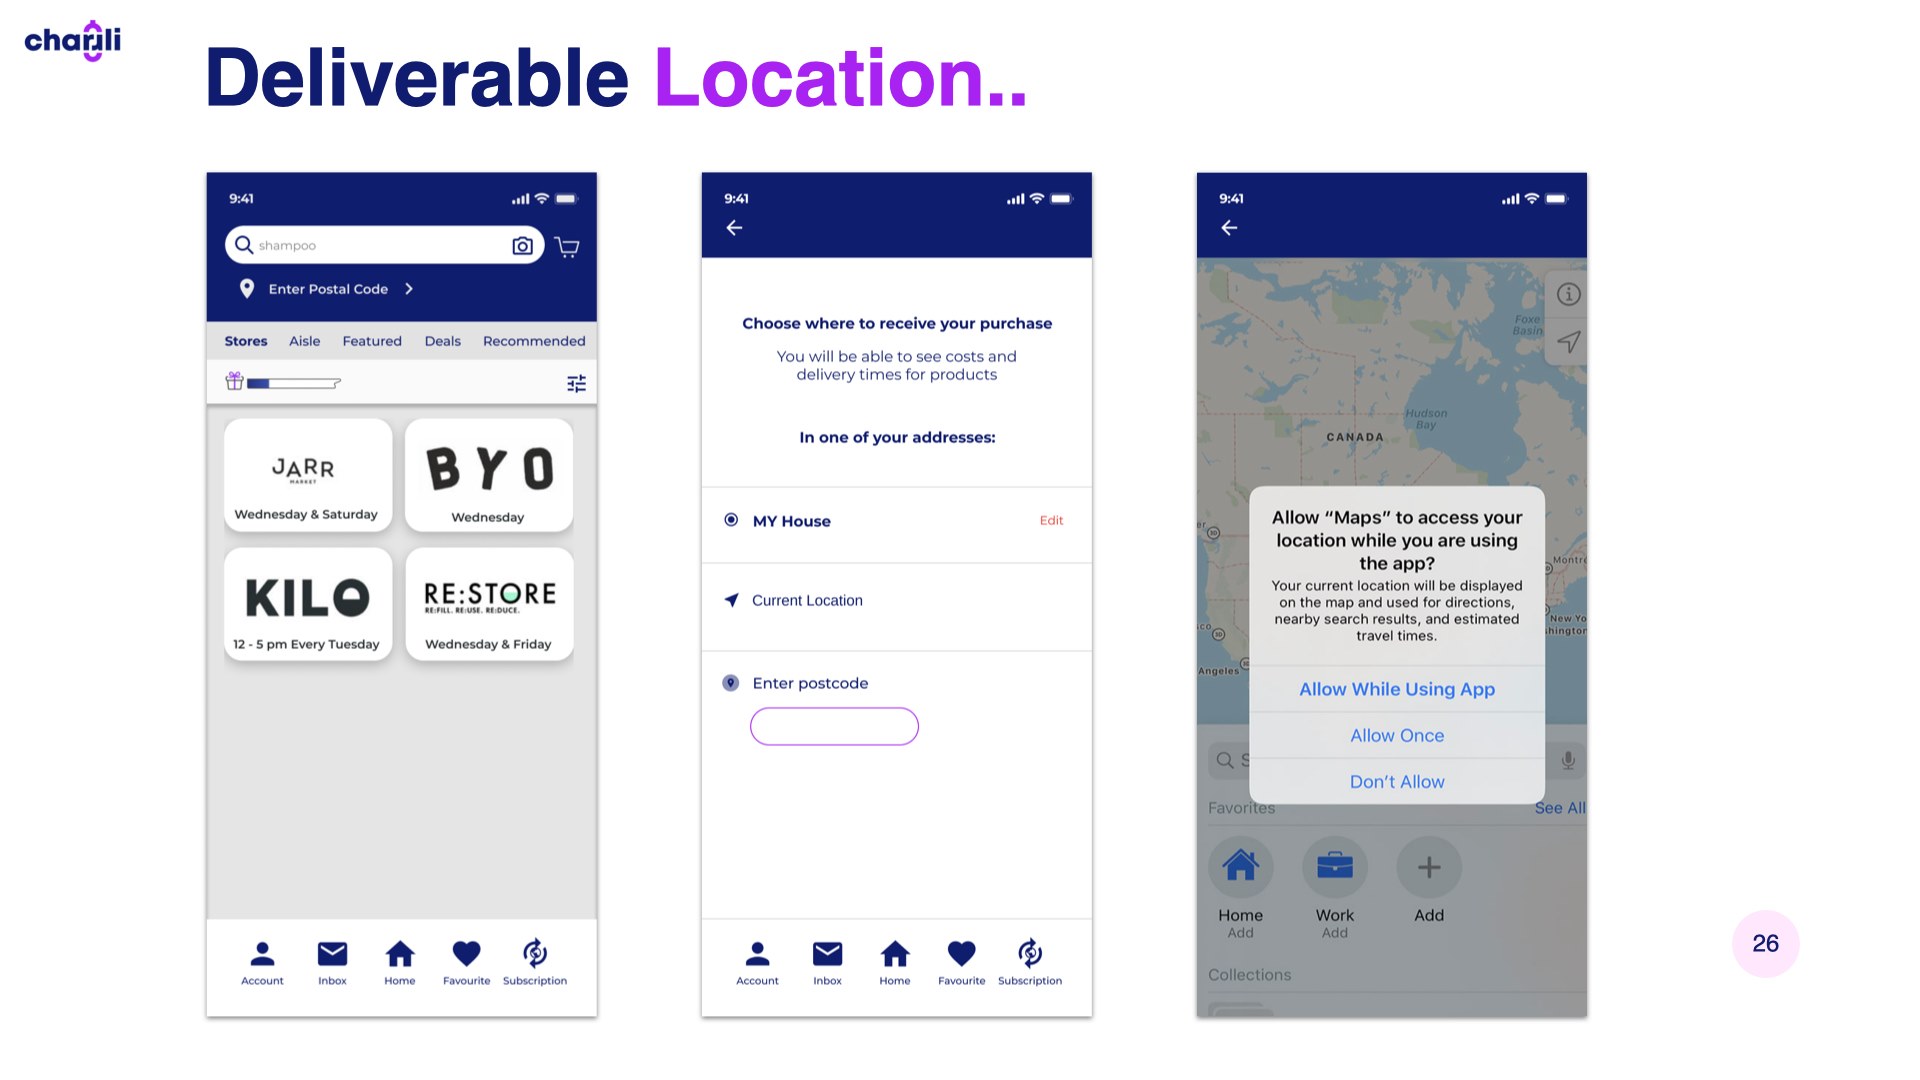 charjli
Deliverable Location..
9:41
shampoo
Enter Postal Code
Stores Aisle Featured Deals Recommended
JARR
MARKET
Wednesday & Saturday
BYO
Wednesday
KILO
12 - 5 pm Every Tuesday
RE:STORE
RE:FILL. RE:USE. RE:DUCE.
Wednesday & Friday
Account Inbox Home Favourite Subscription
9:41
Choose where to receive your purchase
You will be able to see costs and
delivery times for products
In one of your addresses:
MY House Edit
Current Location
Enter postcode
Account Inbox Home Favourite Subscription
9:41
Foxe
Basin
Hudson
Bay
CANADA
Montre
New Yo
shington
Angeles
Allow “Maps” to access your
location while you are using
the app?
Your current location will be displayed
on the map and used for directions,
nearby search results, and estimated
travel times.
Allow While Using App
Allow Once
Don’t Allow
S
Favorites See All
Home Work Add
Add Add
Collections
26